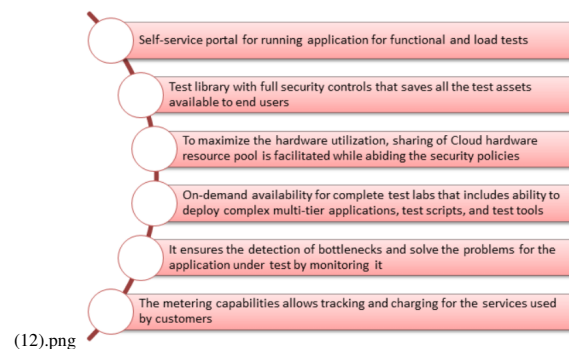 Self-service portal for running application for functional and load tests
Test library with full security controls that saves all the test assets
available to end users
To maximize the hardware utilization, sharing of Cloud hardware
resource pool is facilitated while abiding the security policies
On-demand availability for complete test labs that includes ability to
deploy complex multi-tier applications, test scripts, and test tools
It ensures the detection of bottlenecks and solve the problems for the
application under test by monitoring it
The metering capabilities allows tracking and charging for the services used
by customers
(12).png